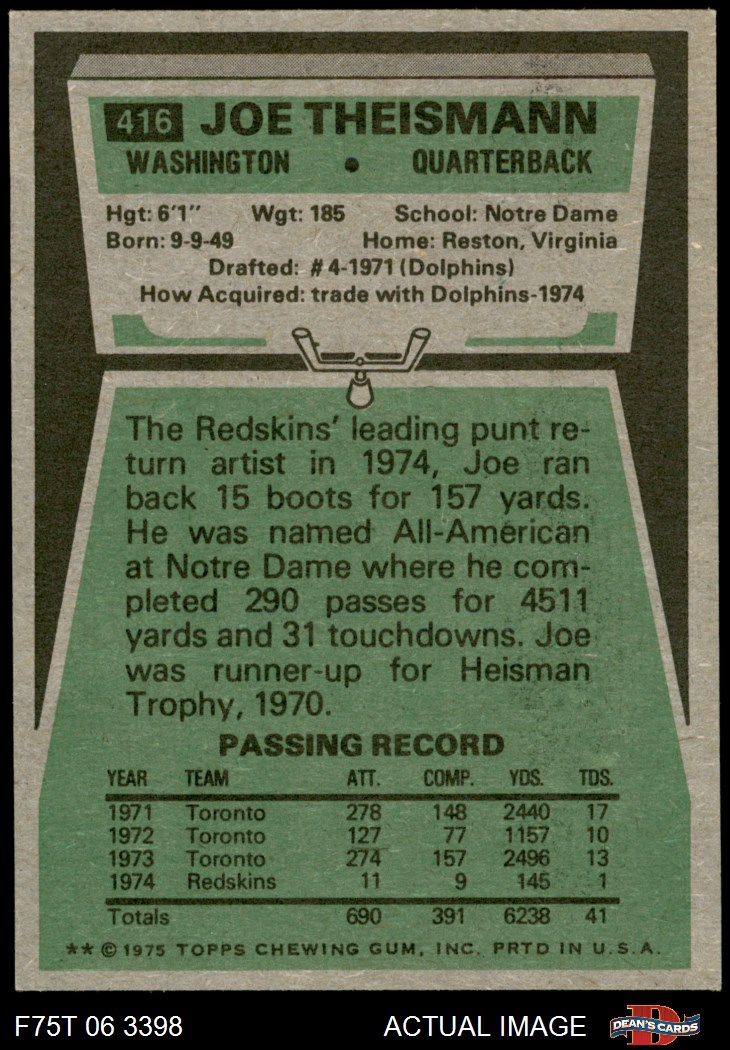 416 JOE THEISMANN
WASHINGTON • QUARTERBACK
Hgt: 6'1" Wgt: 185 School: Notre Dame
Born: 9-9-49 Home: Reston, Virginia
Drafted: #4-1971 (Dolphins)
How Acquired: trade with Dolphins-1974
The Redskins' leading punt re-
turn artist in 1974, Joe ran
back 15 boots for 157 yards.
He was named All-American
at Notre Dame where he com-
pleted 290 passes for 4511
yards and 31 touchdowns. Joe
was runner-up for Heisman
Trophy, 1970.
PASSING RECORD
YEAR TEAM ATT. COMP. YDS. TDS.
1971 Toronto 278 148 2440 17
1972 Toronto 127 77 1157 10
1973 Toronto 274 157 2496 13
1974 Redskins 11 9 145 1
Totals 690 391 6238 41
** © 1975 TOPPS CHEWING GUM, INC. PRTD IN U.S.A.
F75T 06 3398 ACTUAL IMAGE D DEAN'S CARDS